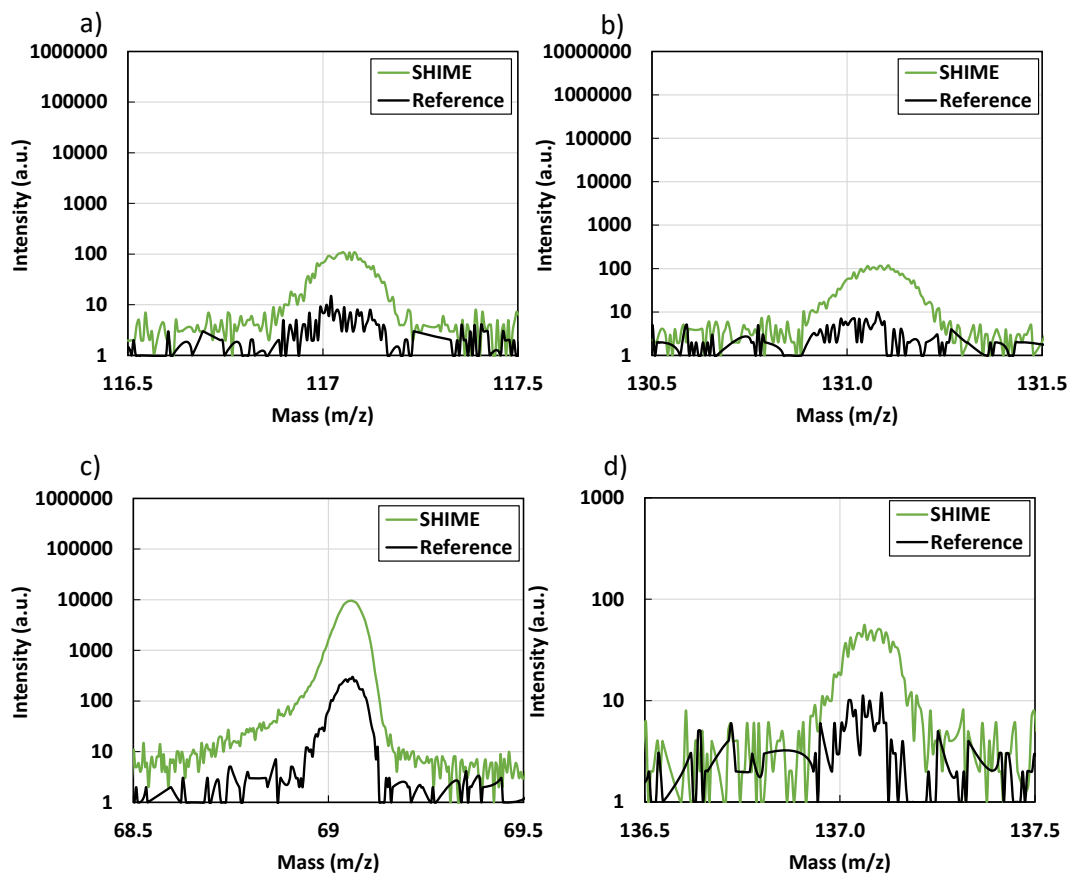 a)
1000000
100000
10000
1000
100
10
1
Intensity (a.u.)
SHIME
Reference
116.5
117
117.5
Mass (m/z)
b)
10000000
1000000
100000
10000
1000
100
10
1
Intensity (a.u.)
SHIME
Reference
130.5
131.0
131.5
Mass (m/z)
c)
1000000
100000
10000
1000
100
10
1
Intensity (a.u.)
SHIME
Reference
68.5
69
69.5
Mass (m/z)
d)
1000
100
10
1
Intensity (a.u.)
SHIME
Reference
136.5
137.0
137.5
Mass (m/z)